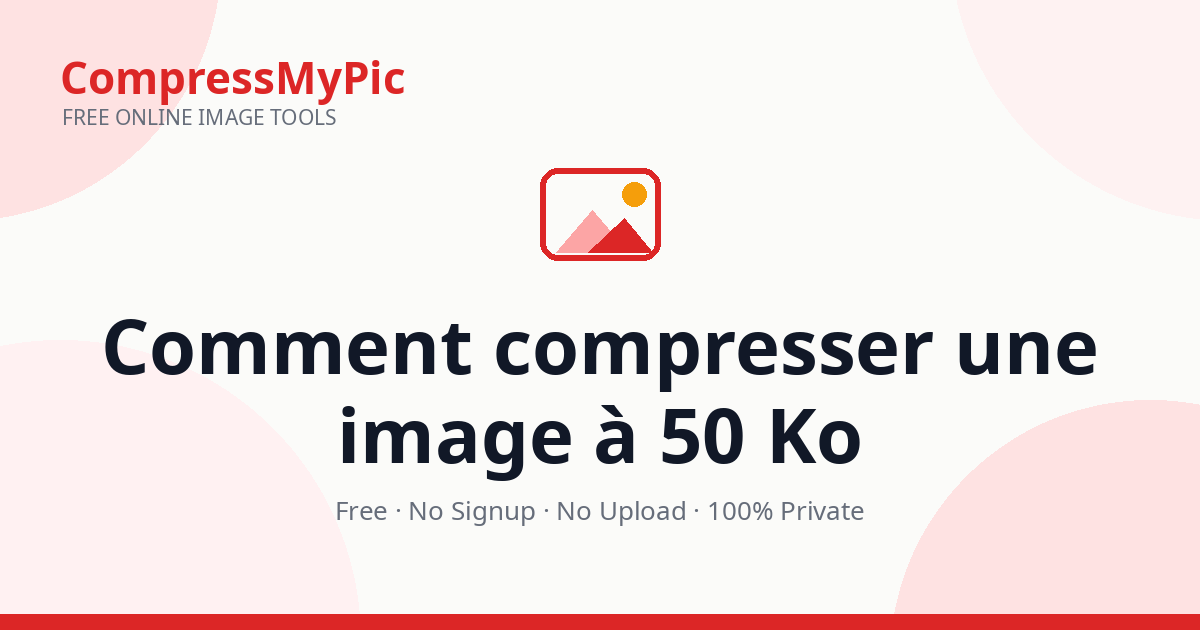 CompressMyPic
FREE ONLINE IMAGE TOOLS
Comment compresser une
image à 50 Ko
Free · No Signup · No Upload · 100% Private